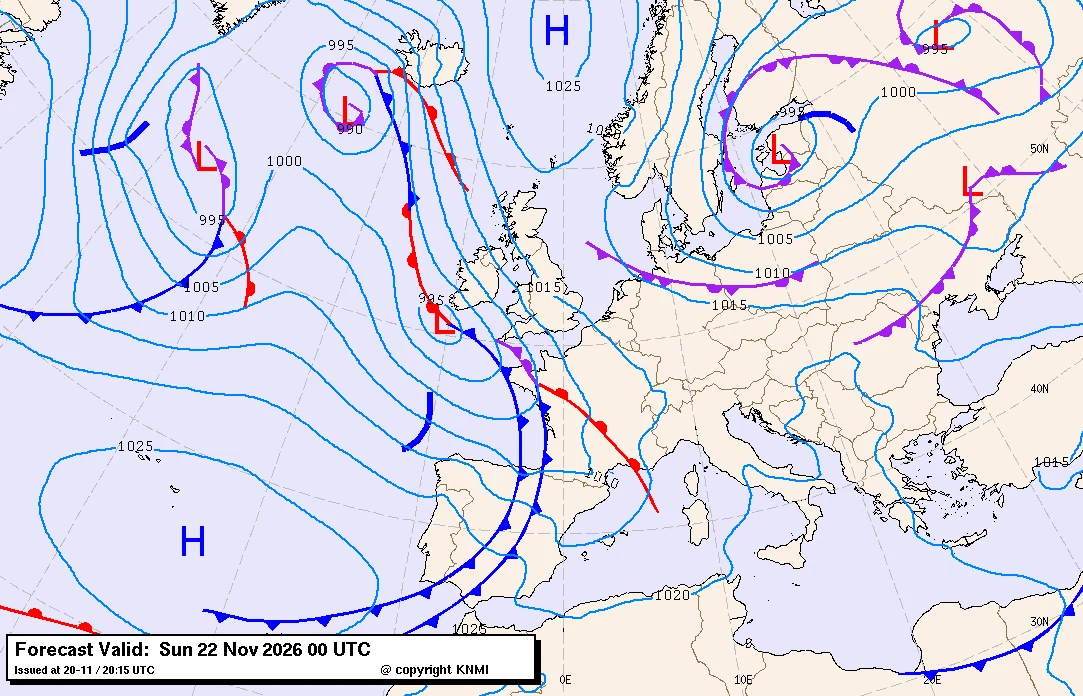 H
995
1025
L
995
L
990
1000
995
L
1000
L
50N
L
995
1005
1010
1005
1010
1015
1015
L
40N
1025
1015
1010
H
1020
1025
30N
0E
10E
20E
Forecast Valid: Sun 22 Nov 2026 00 UTC
Issued at 20-11 / 20:15 UTC
@ copyright KNMI